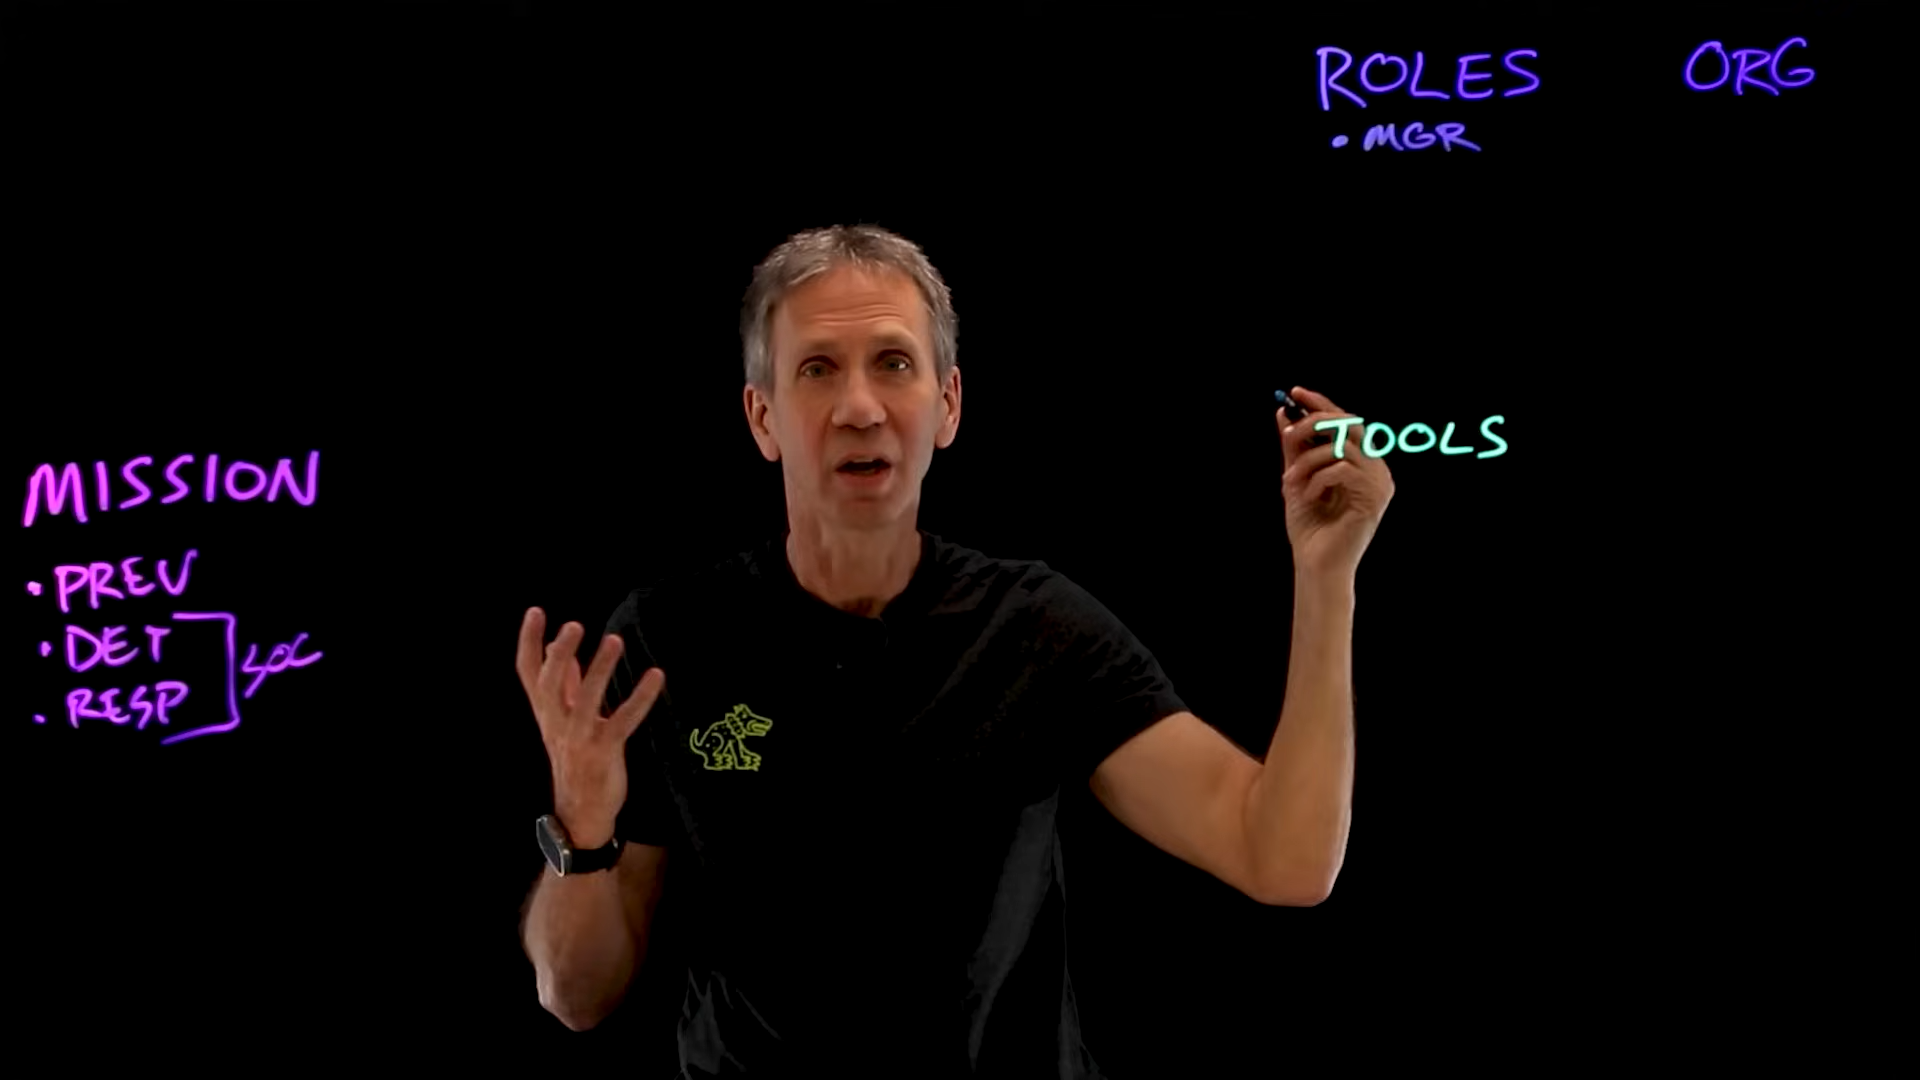 ROLES
• MGR
ORG
TOOLS
MISSION
• PREV
• DET
• RESP
SOC